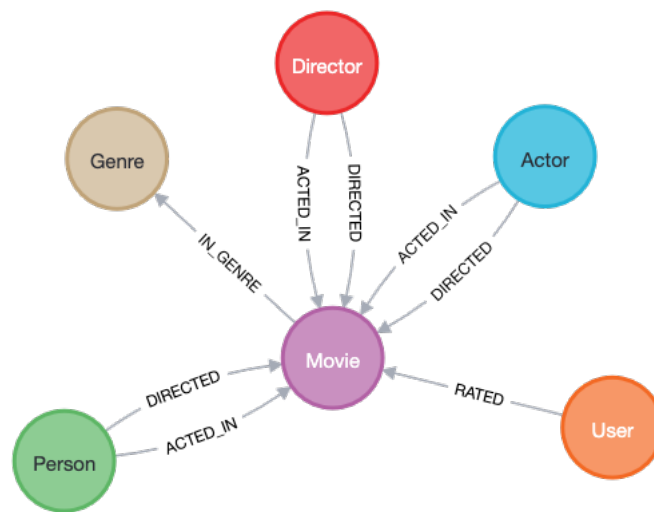 Director
Genre
Actor
ACTED_IN
DIRECTED
ACTED_IN
DIRECTED
IN_GENRE
Movie
DIRECTED
ACTED_IN
RATED
Person
User